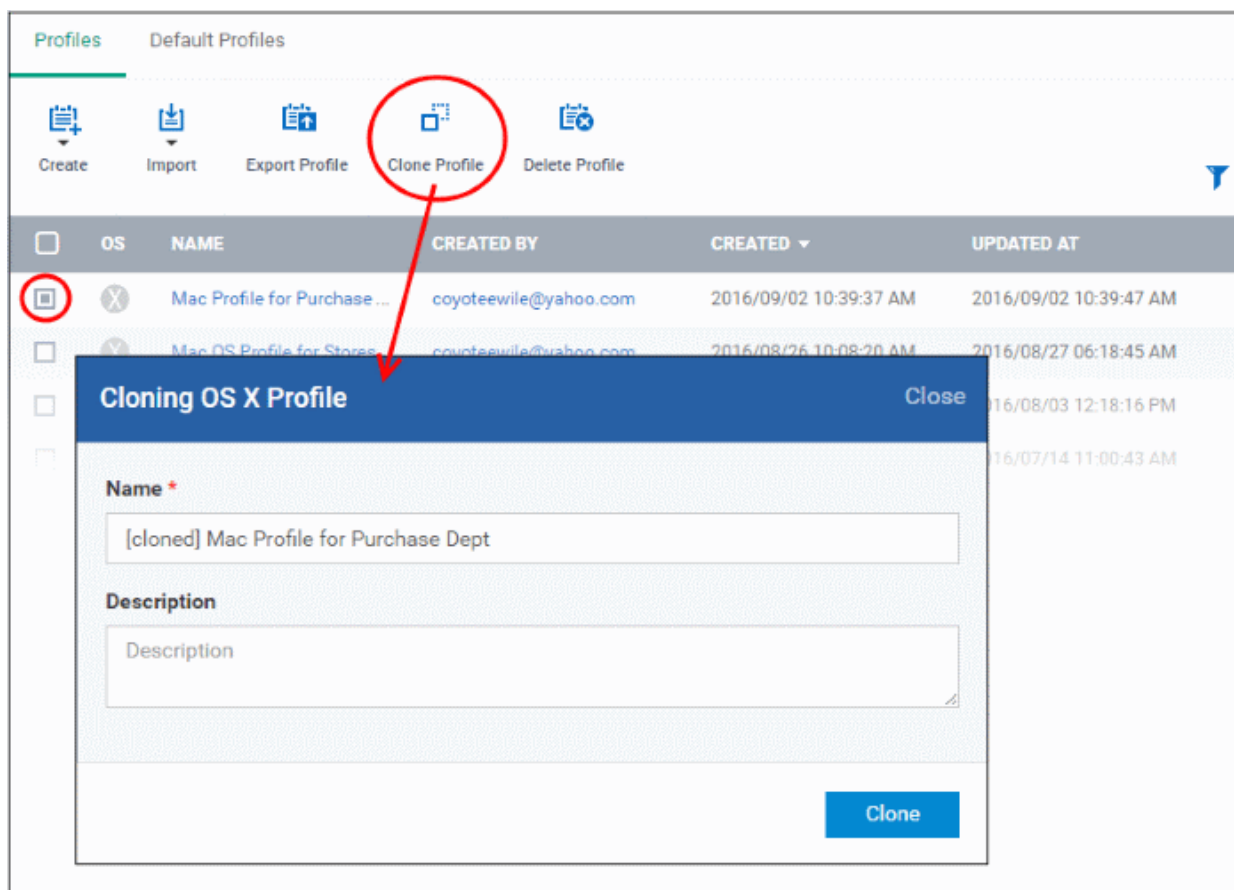 Profiles Default Profiles
Create Import Export Profile Clone Profile Delete Profile
OS NAME CREATED BY CREATED UPDATED AT
X Mac Profile for Purchase ... coyoteewile@yahoo.com 2016/09/02 10:39:37 AM 2016/09/02 10:39:47 AM
X Mac OS Profile for Stores coyoteewile@yahoo.com 2016/08/26 10:08:20 AM 2016/08/27 06:18:45 AM
Cloning OS X Profile Close
16/08/03 12:18:16 PM
16/07/14 11:00:43 AM
Name *
[cloned] Mac Profile for Purchase Dept
Description
Description
Clone